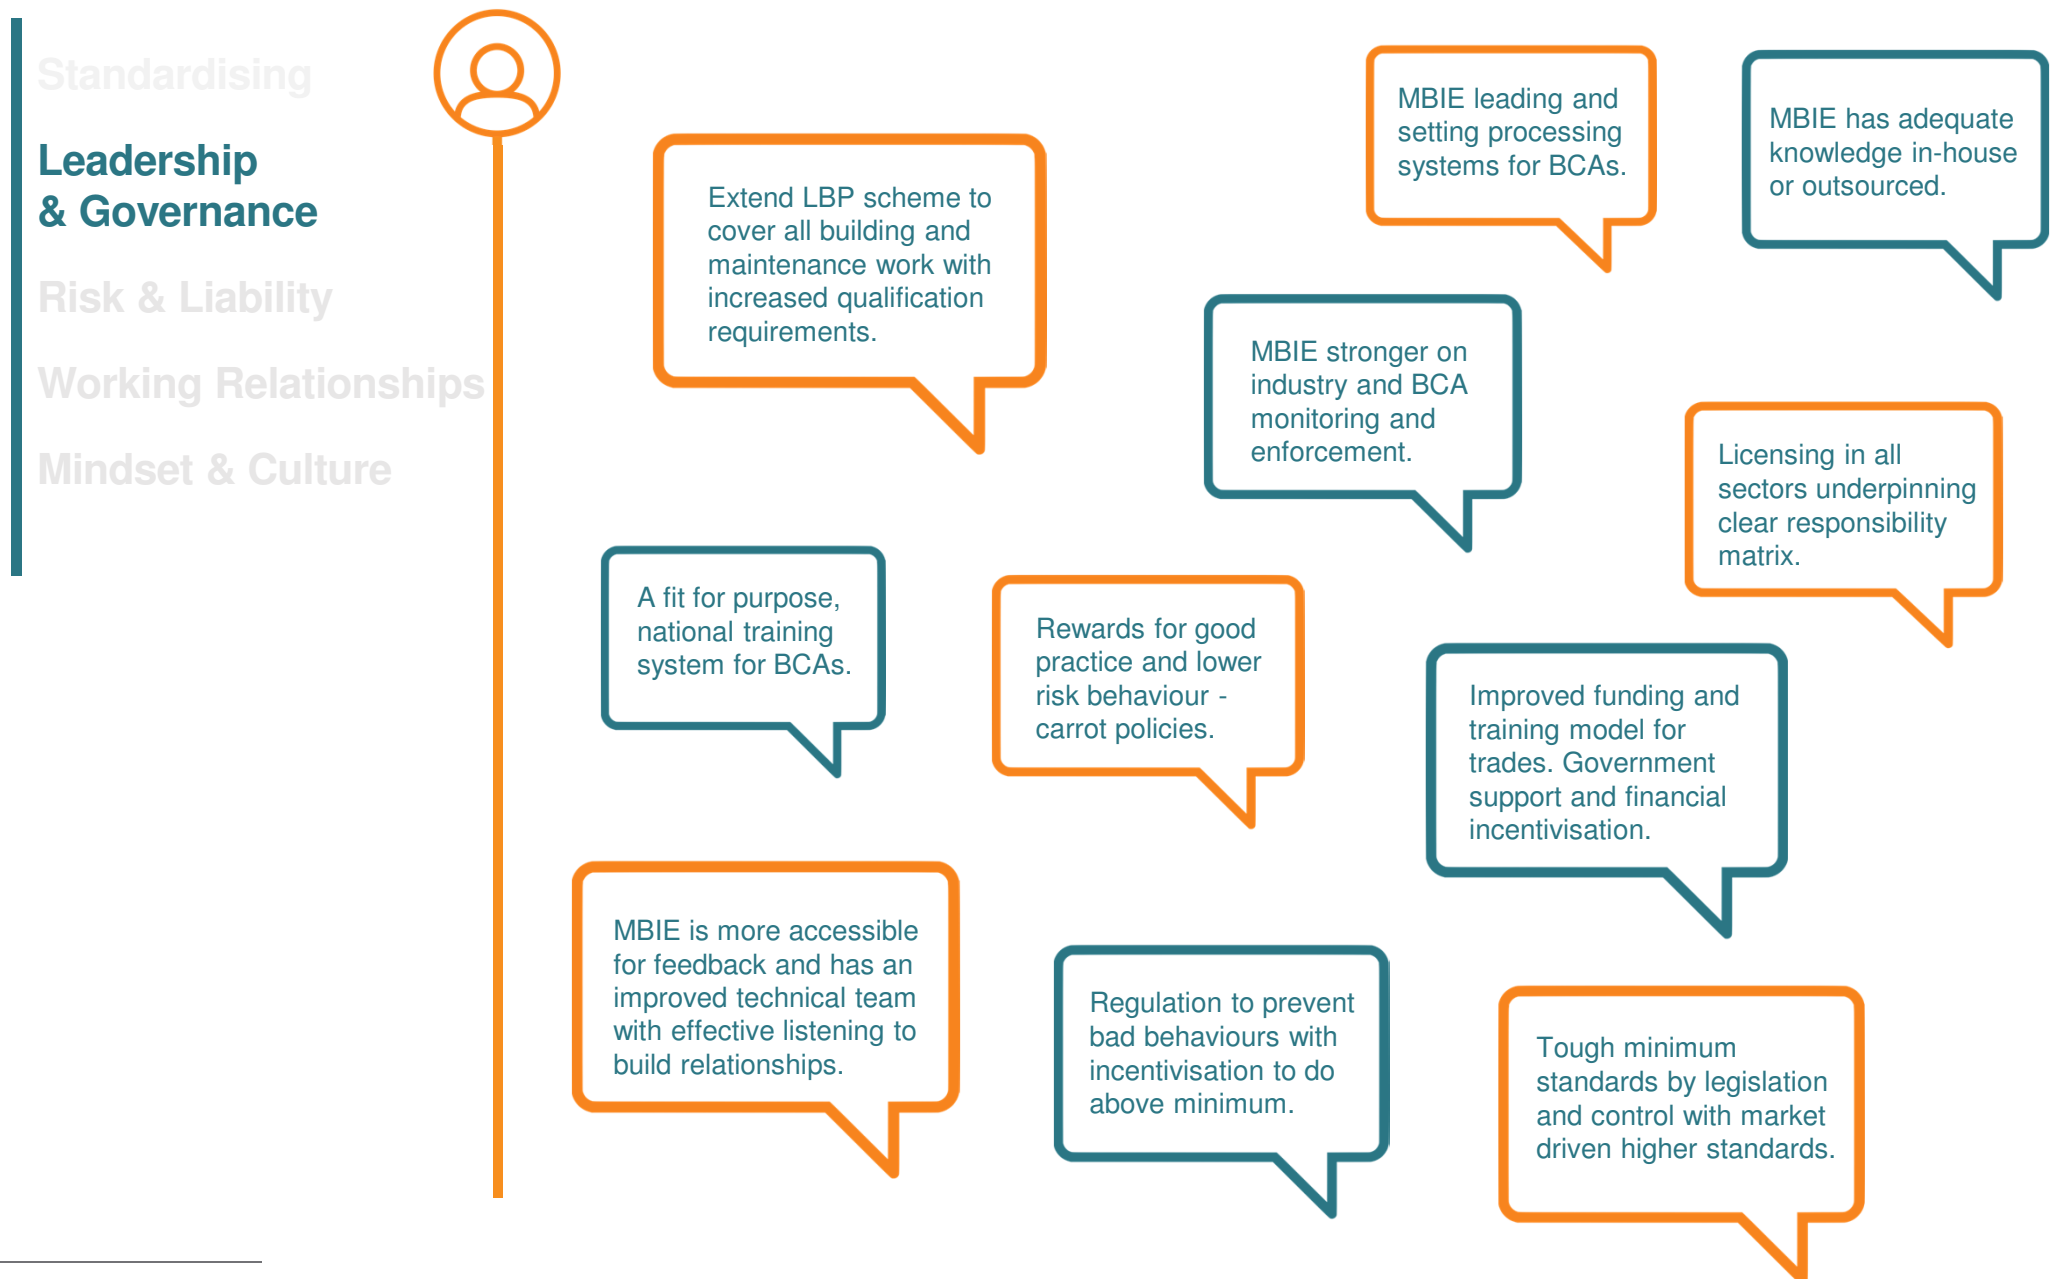 Standardising
Leadership
& Governance
Risk & Liability
Working Relationships
Mindset & Culture
Extend LBP scheme to
cover all building and
maintenance work with
increased qualification
requirements.
MBIE leading and
setting processing
systems for BCAs.
MBIE has adequate
knowledge in-house
or outsourced.
MBIE stronger on
industry and BCA
monitoring and
enforcement.
Licensing in all
sectors underpinning
clear responsibility
matrix.
A fit for purpose,
national training
system for BCAs.
Rewards for good
practice and lower
risk behaviour -
carrot policies.
Improved funding and
training model for
trades. Government
support and financial
incentivisation.
MBIE is more accessible
for feedback and has an
improved technical team
with effective listening to
build relationships.
Regulation to prevent
bad behaviours with
incentivisation to do
above minimum.
Tough minimum
standards by legislation
and control with market
driven higher standards.